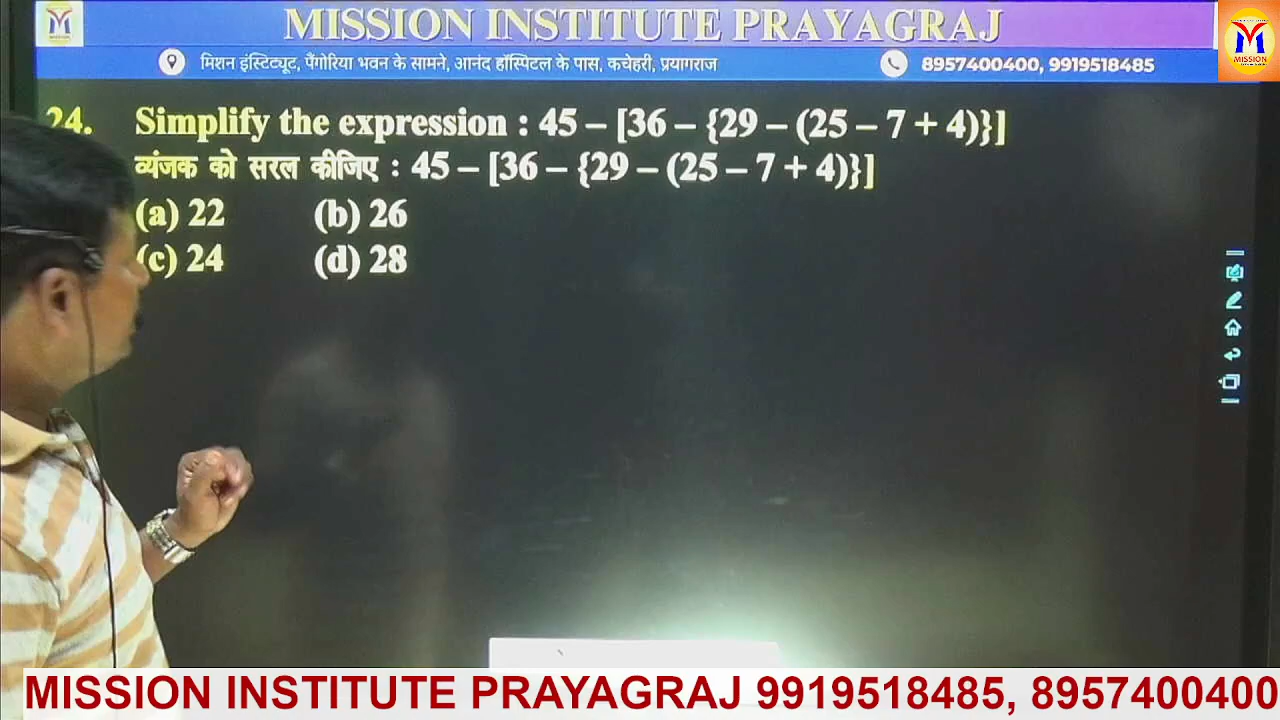 MISSION INSTITUTE PRAYAGRAJ
मिशन इंस्टिट्यूट, पैंगोरिया भवन के सामने, आनंद हॉस्पिटल के पास, कचेहरी, प्रयागराज
8957400400, 9919518485
MISSION
24. Simplify the expression : 45 – [36 – {29 – (25 – 7 + 4)}]
व्यंजक को सरल कीजिए : 45 – [36 – {29 – (25 – 7 + 4)}]
(a) 22 (b) 26
(c) 24 (d) 28
MISSION INSTITUTE PRAYAGRAJ 9919518485, 8957400400